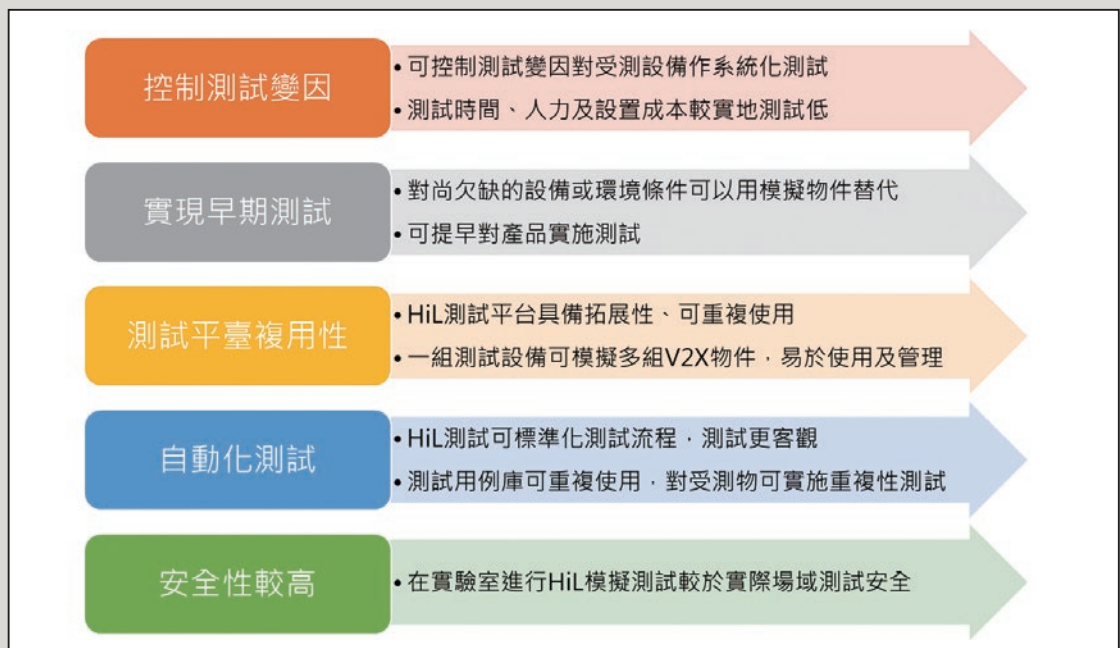 控制測試變因
• 可控制測試變因對受測設備作系統化測試
• 測試時間、人力及設置成本較實地測試低
實現早期測試
• 對尚欠缺的設備或環境條件可以用模擬物件替代
• 可提早對產品實施測試
測試平臺複用性
• HiL測試平台具備拓展性、可重複使用
• 一組測試設備可模擬多組V2X物件，易於使用及管理
自動化測試
• HiL測試可標準化測試流程，測試更客觀
• 測試用例庫可重複使用，對受測物可實施重複性測試
安全性較高
• 在實驗室進行HiL模擬測試較於實際場域測試安全